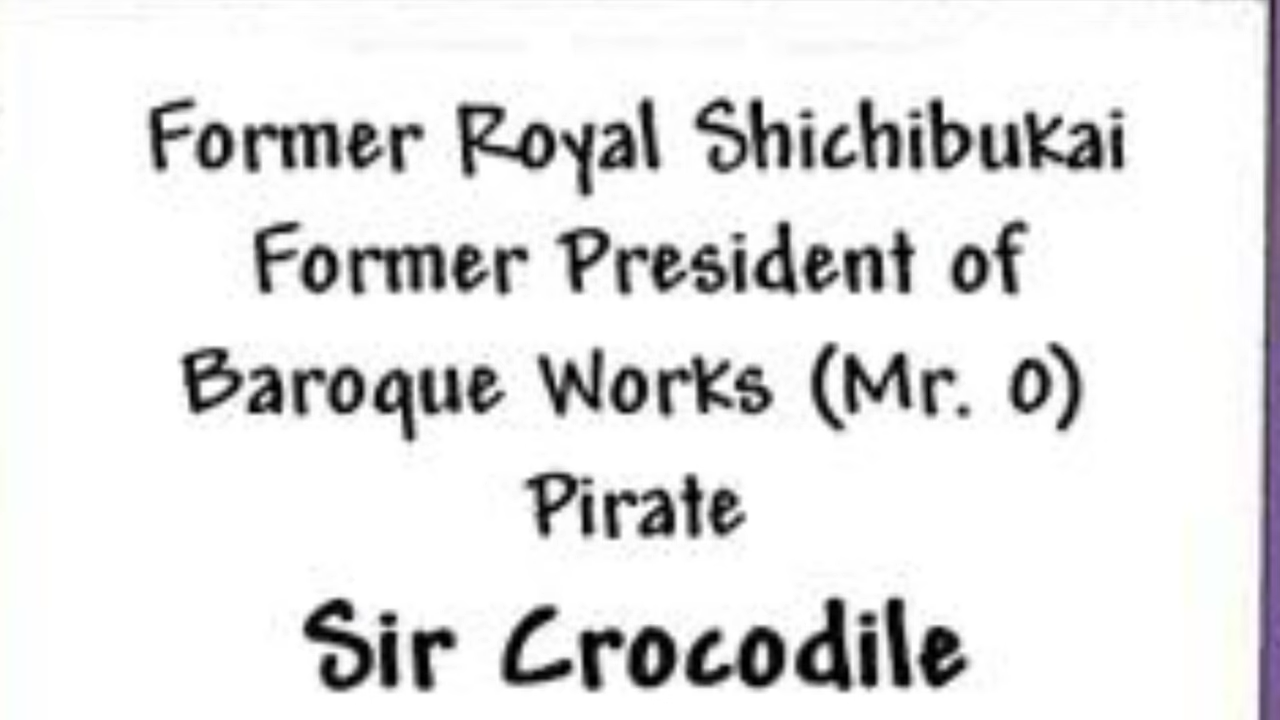 Former Royal Shichibukai
Former President of
Baroque Works (Mr. 0)
Pirate
Sir Crocodile